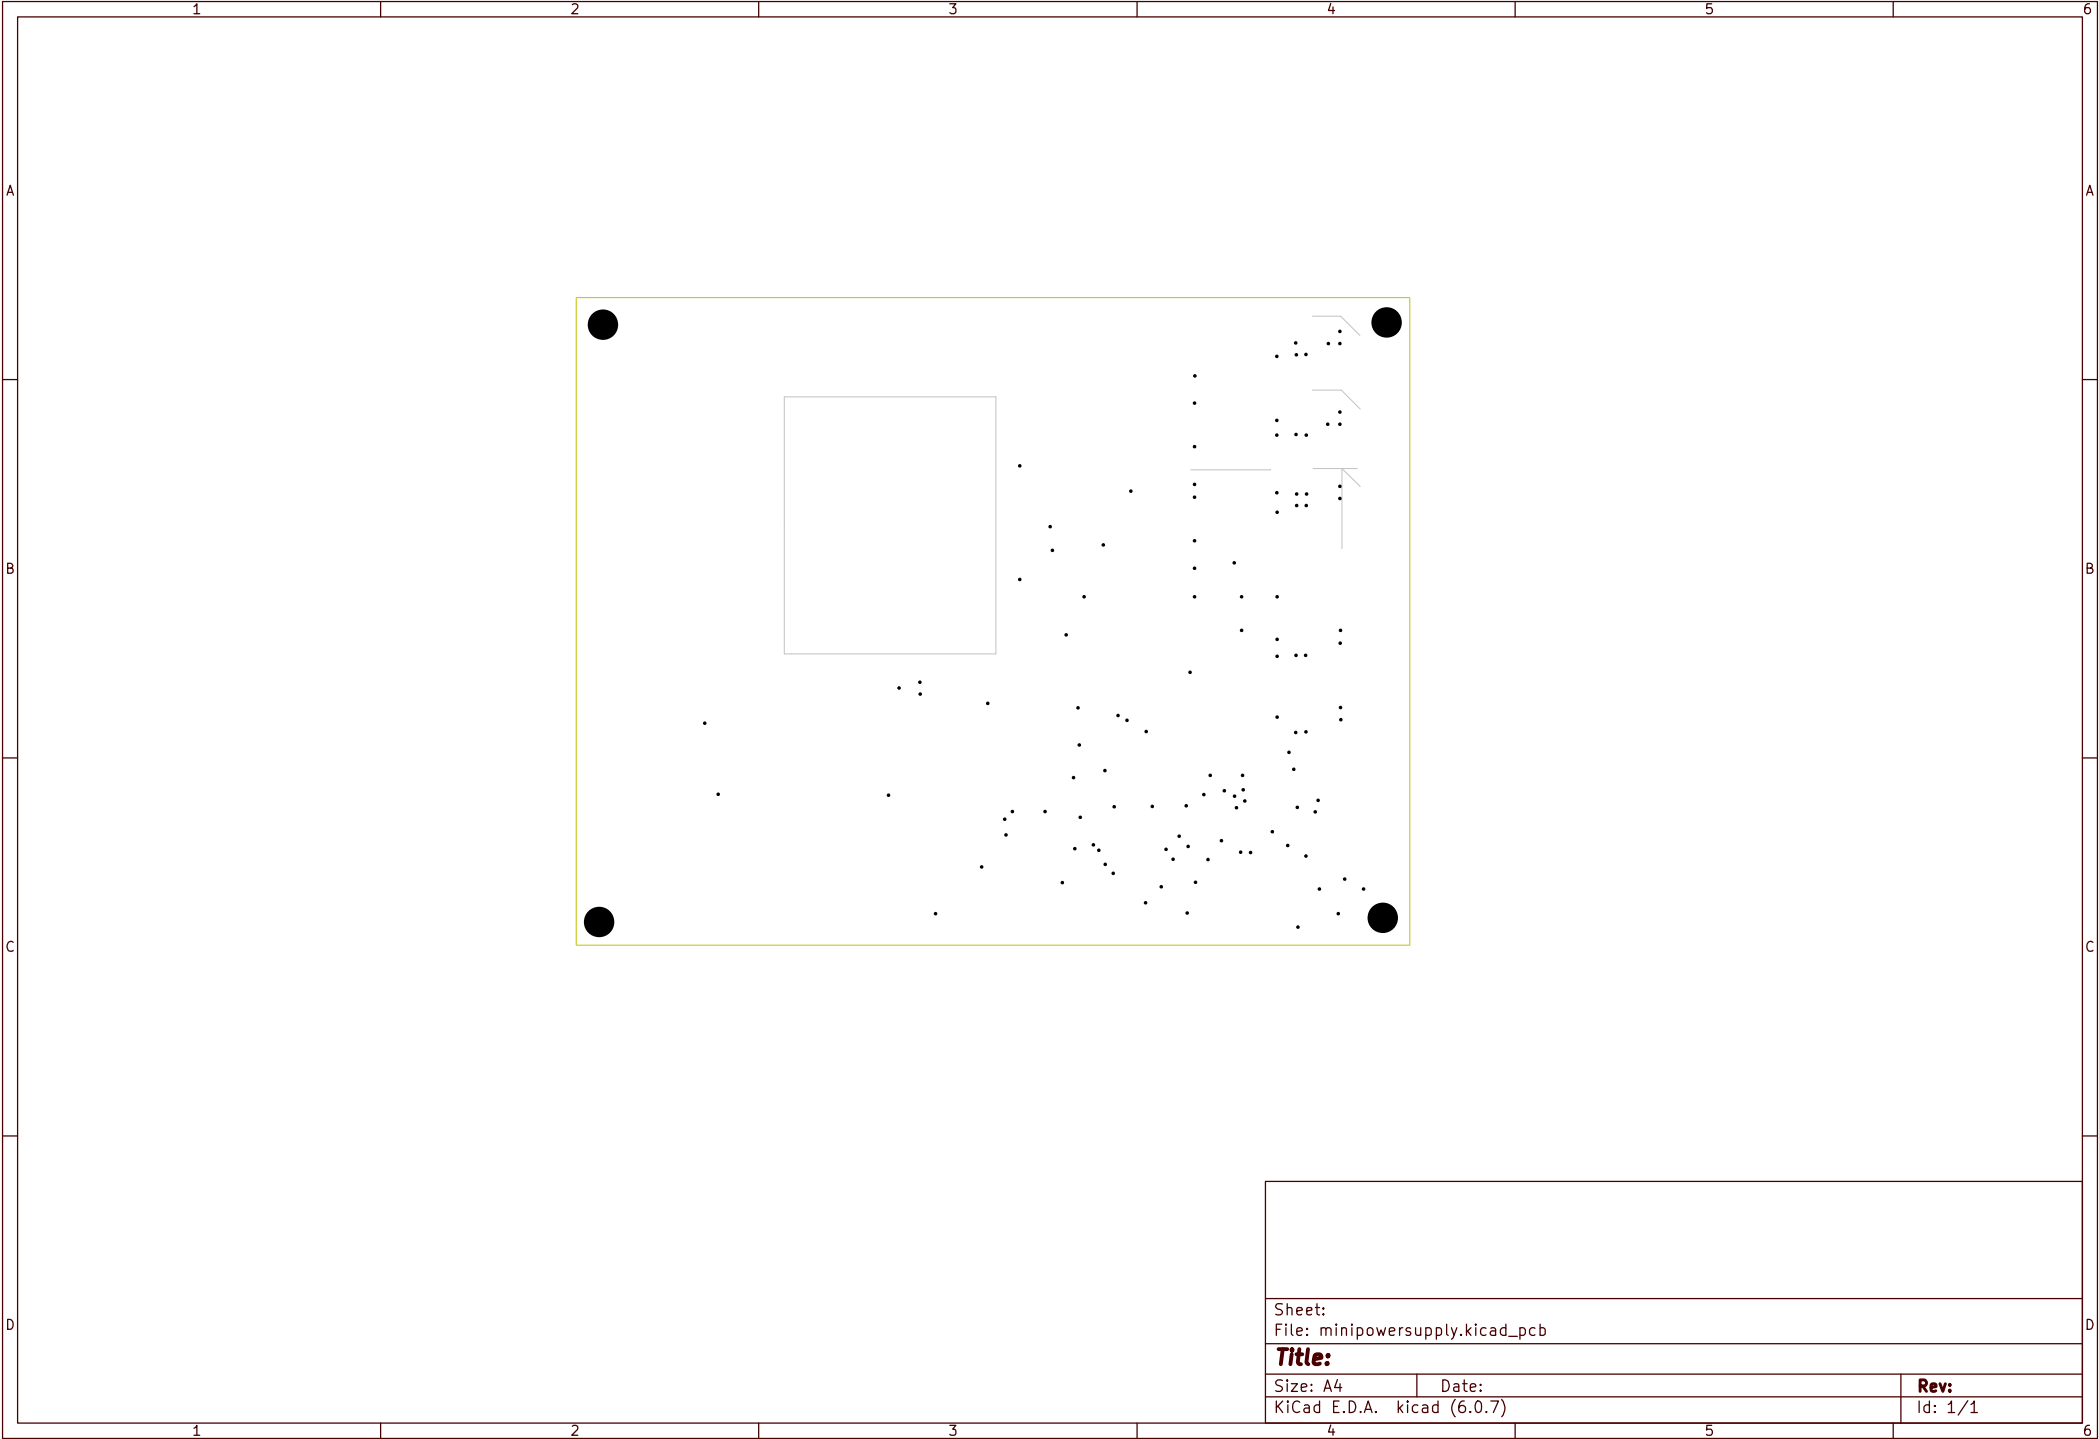 1 2 3 4 5 6
A A
B B
C C
Sheet:
File: minipowersupply.kicad_pcb
D D
Title:
Size: A4 Date: Rev:
KiCad E.D.A. kicad (6.0.7) Id: 1/1
1 2 3 4 5 6